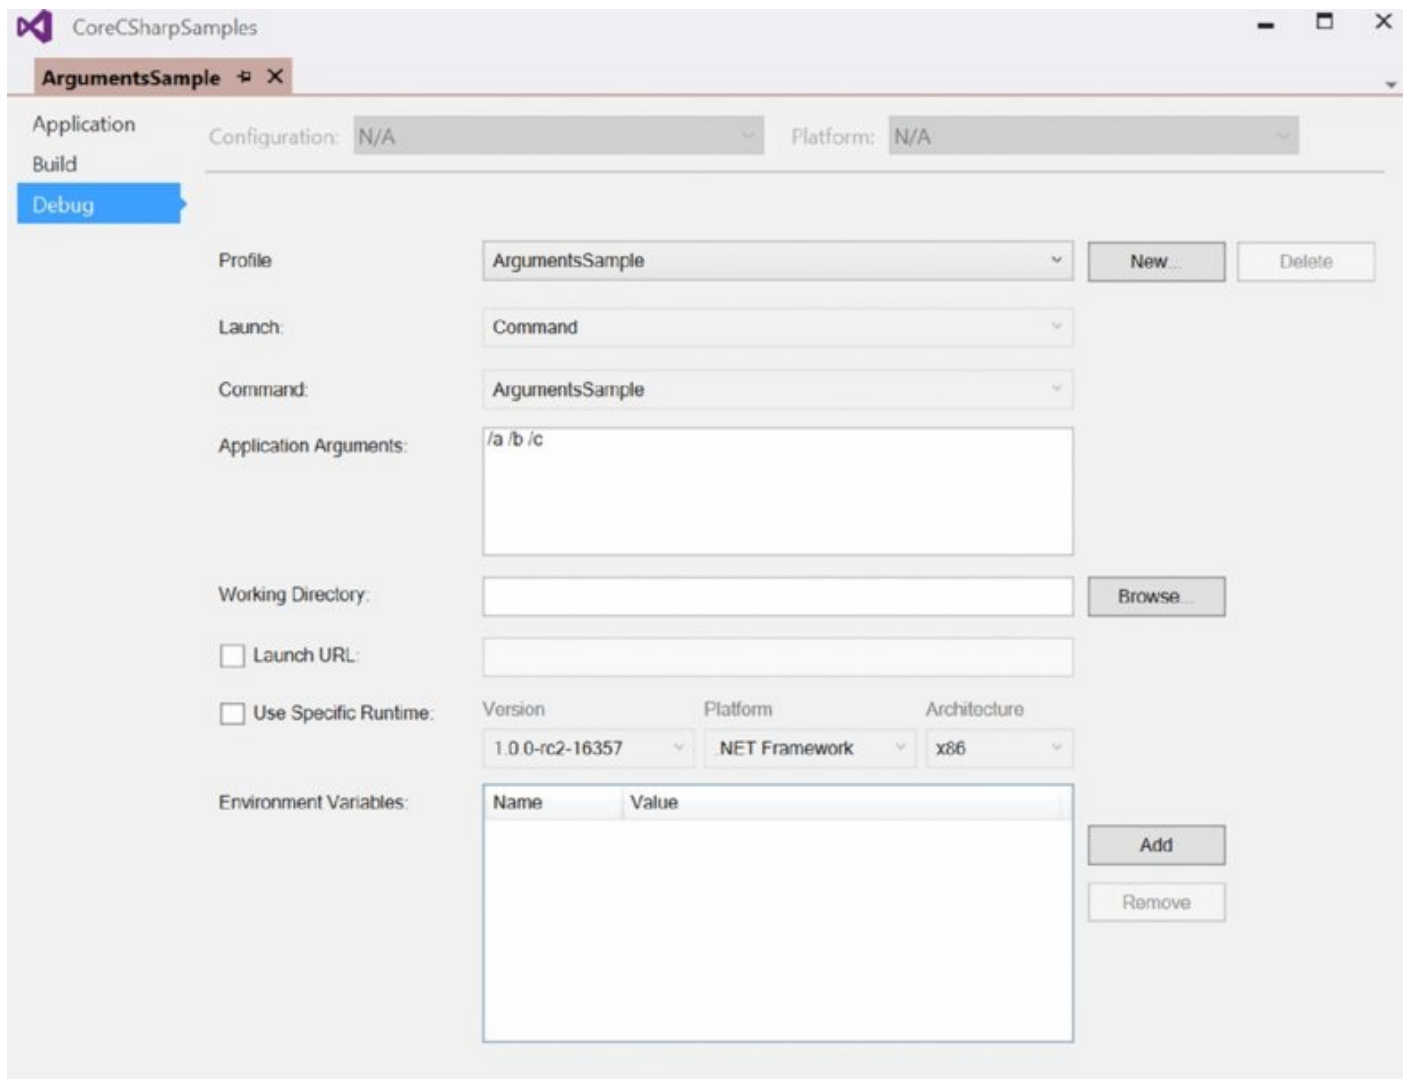 CoreCSharpSamples
ArgumentsSample
Application
Configuration: N/A Platform: N/A
Build
Debug
Profile ArgumentsSample New... Delete
Launch: Command
Command: ArgumentsSample
Application Arguments: /a /b /c
Working Directory: Browse...
Launch URL:
Use Specific Runtime: Version Platform Architecture
1.0.0-rc2-16357 .NET Framework x86
Environment Variables: Name Value
Add
Remove